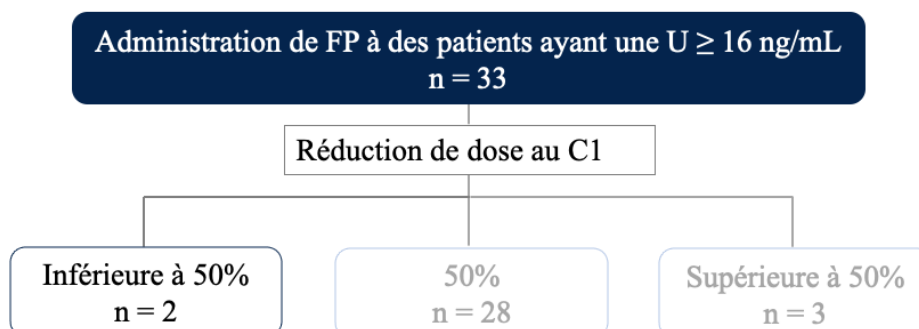 Administration de FP à des patients ayant une U ≥ 16 ng/mL
n = 33
Réduction de dose au C1
Inférieure à 50%
n = 2
50%
n = 28
Supérieure à 50%
n = 3